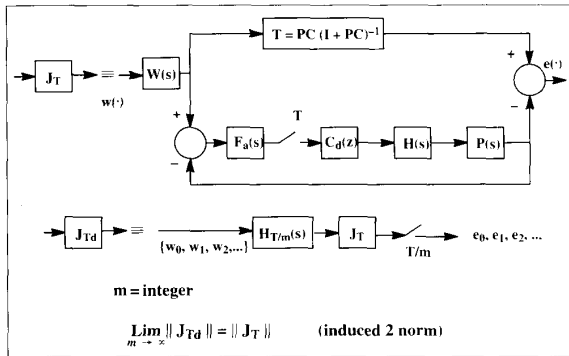 T = PC (I + PC)⁻¹
J_T ≡ W(s)
w(·)
+
−
e(·)
+
−
T
F_a(s) C_d(z) H(s) P(s)
J_Td ≡ {w₀, w₁, w₂,...} H_T/m(s) J_T T/m e₀, e₁, e₂, ...
m = integer
Lim m → ∞ || J_Td || = || J_T || (induced 2 norm)